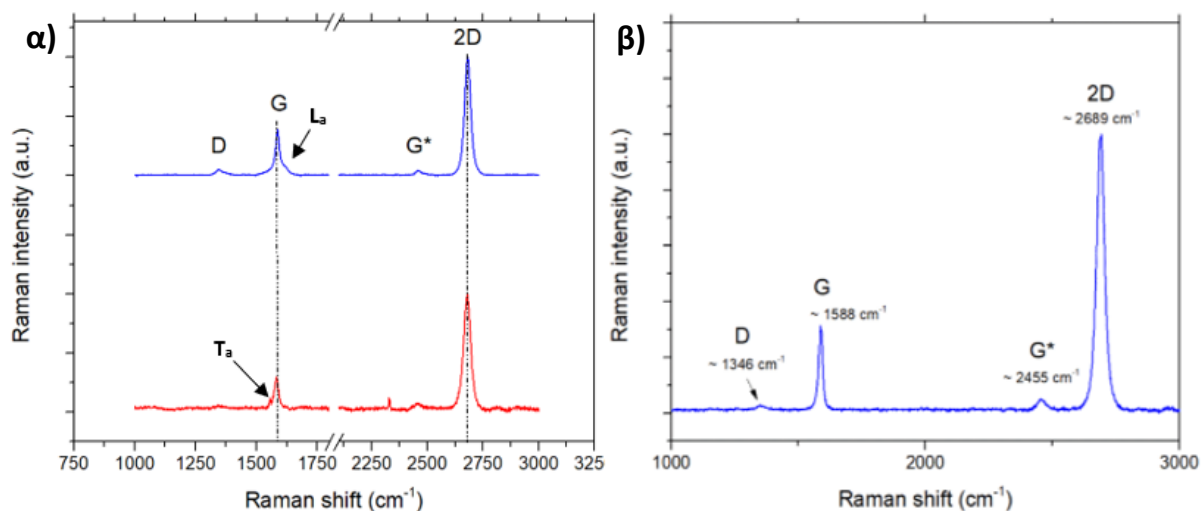 α)
2D
G
Lₐ
D
G*
Tₐ
Raman intensity (a.u.)
750 1000 1250 1500 1750 2250 2500 2750 3000 325
Raman shift (cm⁻¹)
β)
2D
~ 2689 cm⁻¹
G
~ 1588 cm⁻¹
D
~ 1346 cm⁻¹
G*
~ 2455 cm⁻¹
Raman intensity (a.u.)
1000 2000 3000
Raman shift (cm⁻¹)